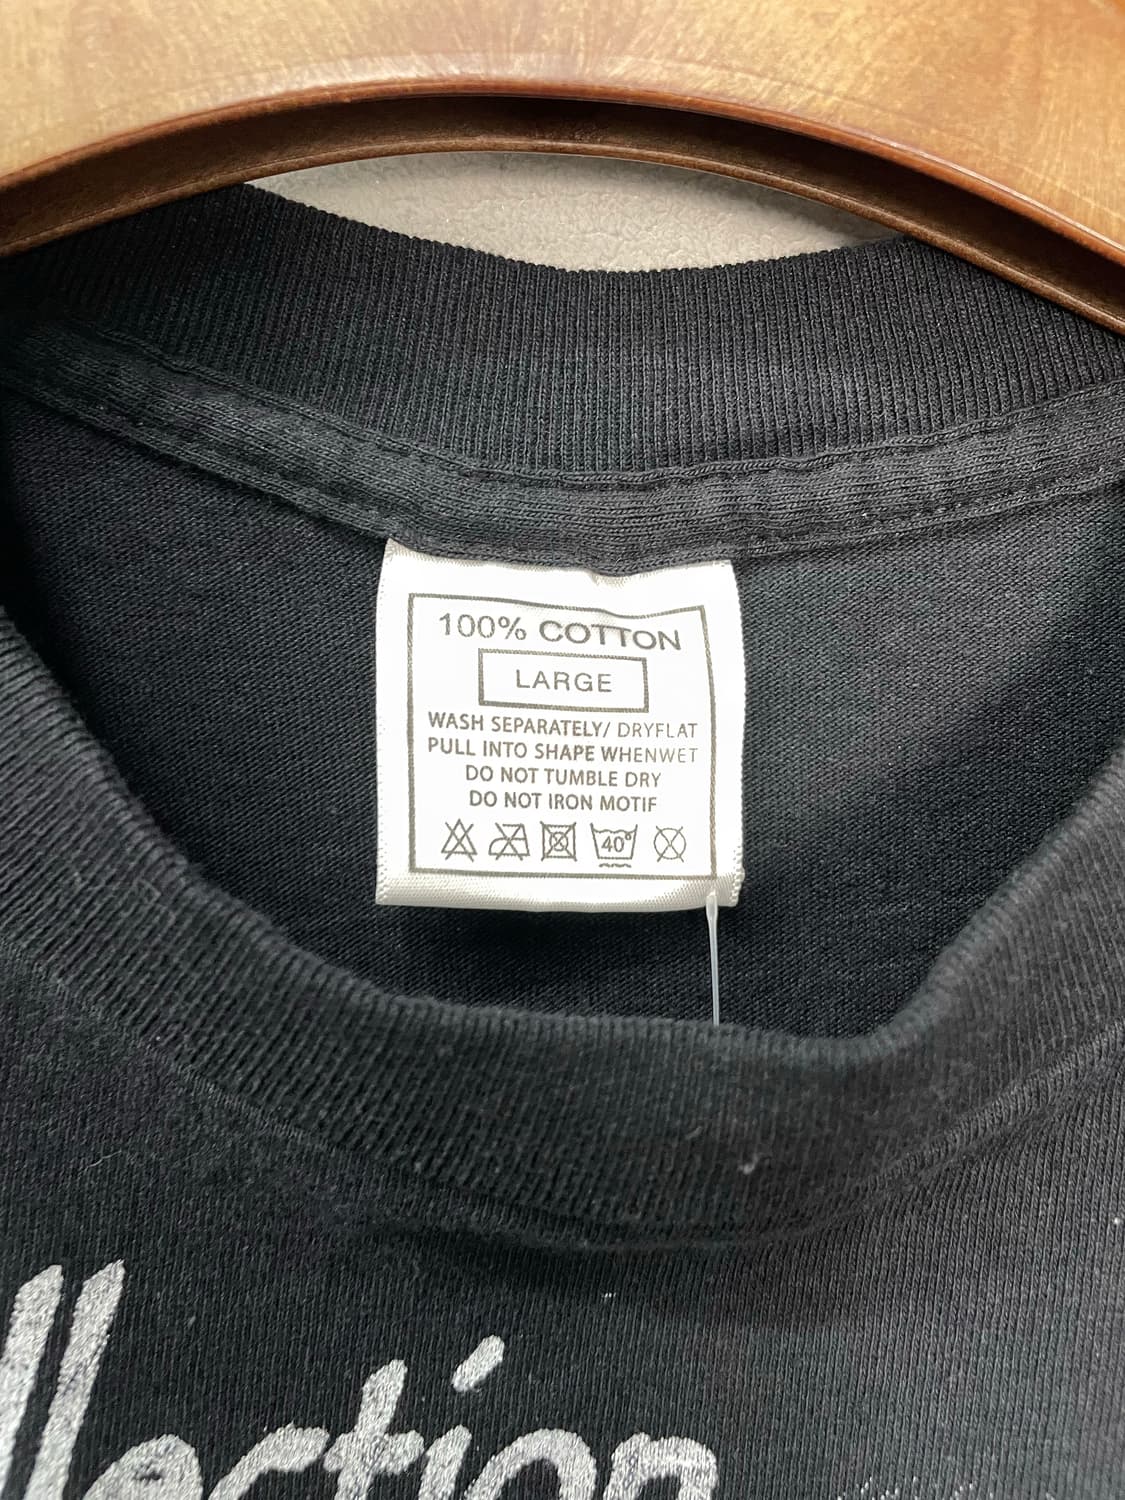 100% COTTON
LARGE
WASH SEPARATELY/ DRYFLAT
PULL INTO SHAPE WHENWET
DO NOT TUMBLE DRY
DO NOT IRON MOTIF
40°
llection